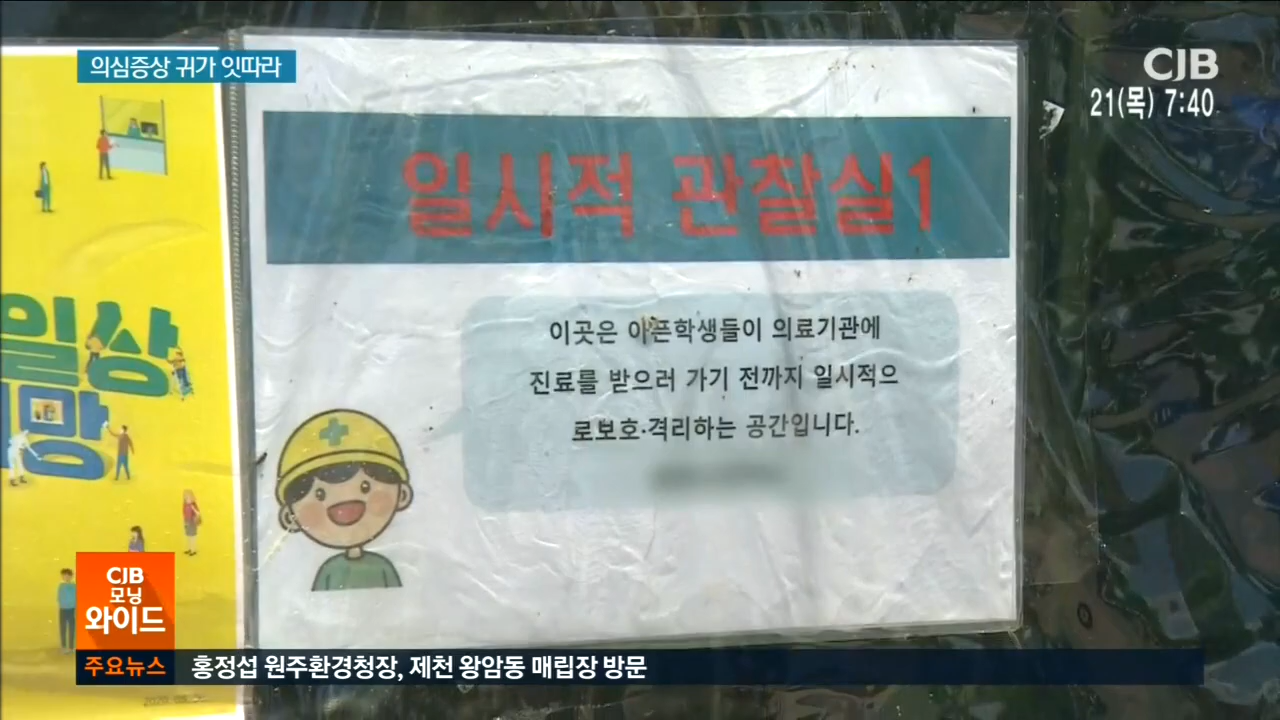 의심증상 귀가 잇따라
CJB
21(목) 7:40
일시적 관찰실1
이곳은 아픈학생들이 의료기관에
진료를 받으러 가기 전까지 일시적으
로보호·격리하는 공간입니다.
일상
망
CJB
모닝
와이드
주요뉴스
홍정섭 원주환경청장, 제천 왕암동 매립장 방문